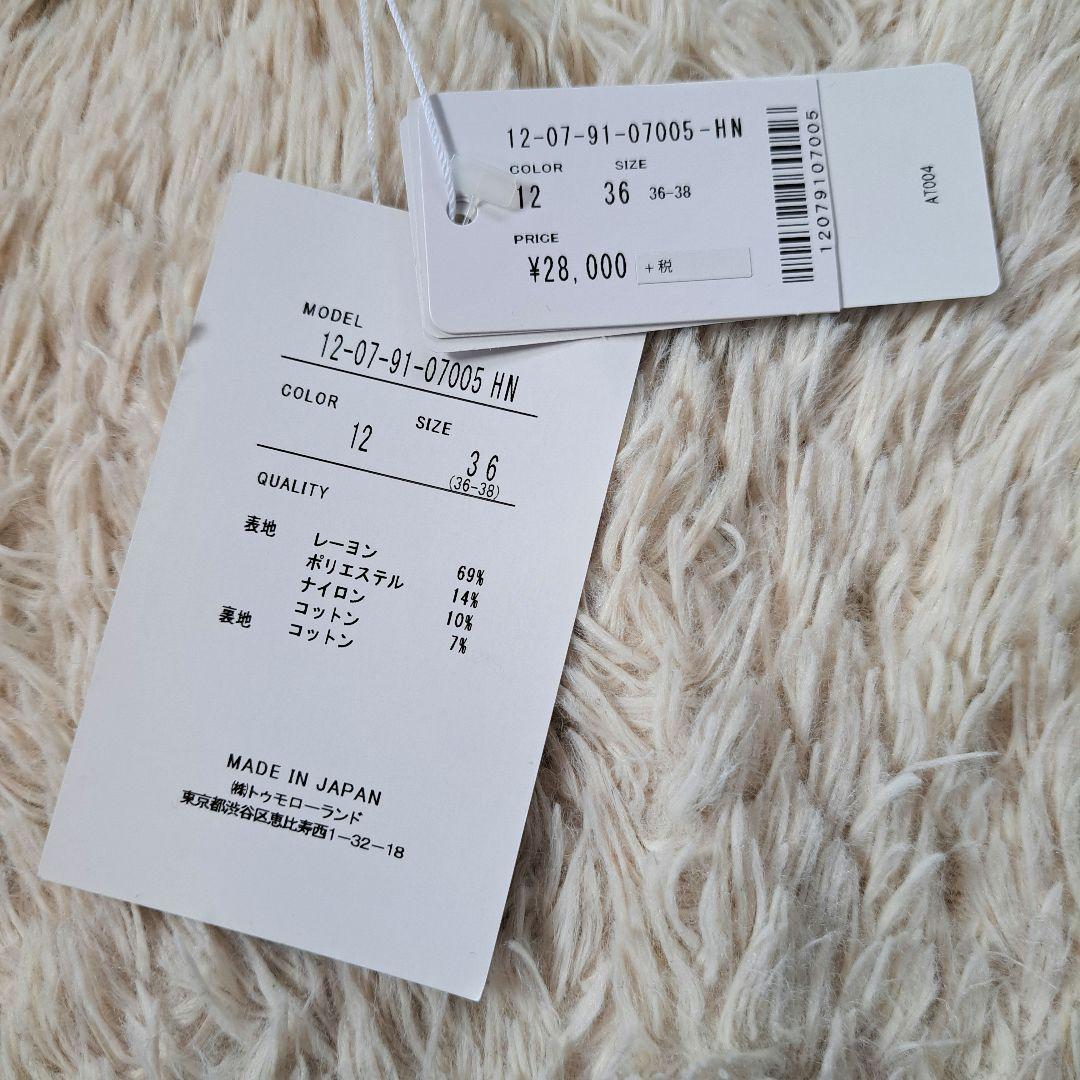 12-07-91-07005-HN
COLOR SIZE
12 36 36-38
PRICE
¥28,000 +税
12079107005
AT004
MODEL
12-07-91-07005 HN
COLOR SIZE
12 36
(36-38)
QUALITY
表地 レーヨン 69%
ポリエステル 14%
ナイロン 10%
コットン 7%
裏地 コットン
MADE IN JAPAN
㈱トゥモローランド
東京都渋谷区恵比寿西1-32-18